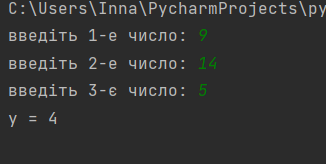 C:\Users\Inna\PycharmProjects\py
введіть 1-е число: 9
введіть 2-е число: 14
введіть 3-є число: 5
y = 4